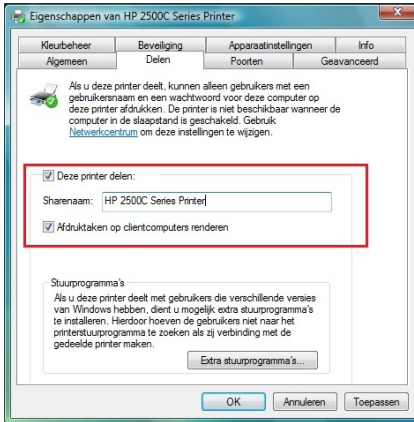 Eigenschappen van HP 2500C Series Printer
Kleurbeheer Beveiliging Apparaatinstellingen Info
Algemeen Delen Poorten Geavanceerd
Als u deze printer deelt, kunnen alleen gebruikers met een
gebruikersnaam en een wachtwoord voor deze computer op
deze printer afdrukken. De printer is niet beschikbaar wanneer de
computer in de slaapstand is geschakeld. Gebruik
Netwerkcentrum om deze instellingen te wijzigen.
Deze printer delen:
Sharenaam: HP 2500C Series Printer
Afdruktaken op clientcomputers renderen
Stuurprogramma's
Als u deze printer deelt met gebruikers die verschillende versies
van Windows hebben, dient u mogelijk extra stuurprogramma's
te installeren. Hierdoor hoeven de gebruikers niet naar het
printerstuurprogramma te zoeken als zij verbinding met de
gedeelde printer maken.
Extra stuurprogramma's...
OK Annuleren Toepassen